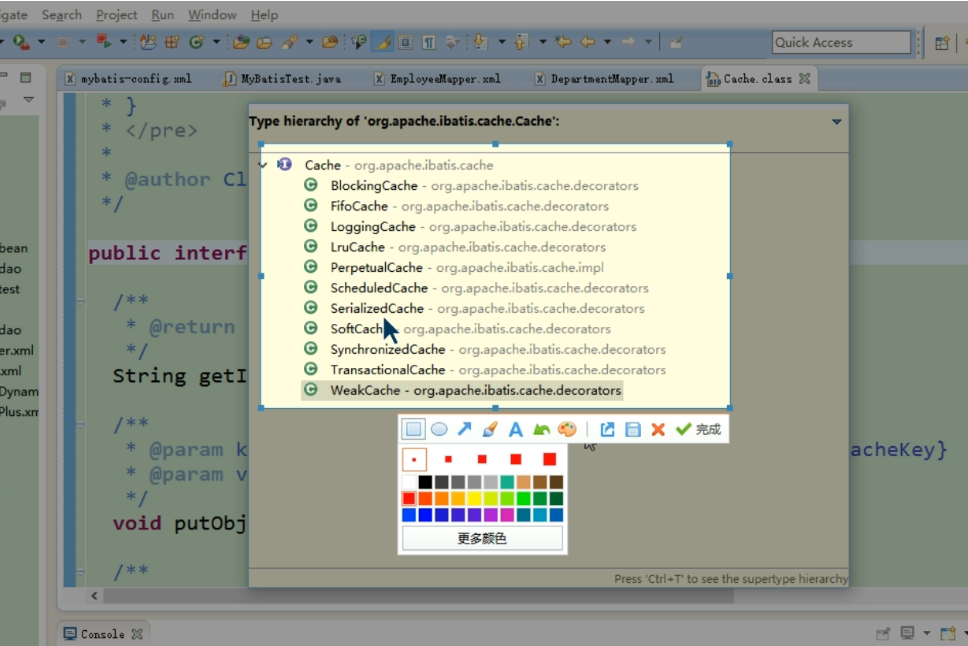 igate Search Project Run Window Help
Quick Access
mybatis-config.xml MyBatisTest.java EmployeeMapper.xml DepartmentMapper.xml Cache.class
* }
* </pre>
*
* @author Cl
*/
public interf
/**
* @return
*/
String getI
/**
* @param k
acheKey}
* @param v
*/
void putObj
/**
bean
dao
test
dao
er.xml
.xml
Dynam
Plus.xm
Type hierarchy of 'org.apache.ibatis.cache.Cache':
Cache - org.apache.ibatis.cache
BlockingCache - org.apache.ibatis.cache.decorators
FifoCache - org.apache.ibatis.cache.decorators
LoggingCache - org.apache.ibatis.cache.decorators
LruCache - org.apache.ibatis.cache.decorators
PerpetualCache - org.apache.ibatis.cache.impl
ScheduledCache - org.apache.ibatis.cache.decorators
SerializedCache - org.apache.ibatis.cache.decorators
SoftCache - org.apache.ibatis.cache.decorators
SynchronizedCache - org.apache.ibatis.cache.decorators
TransactionalCache - org.apache.ibatis.cache.decorators
WeakCache - org.apache.ibatis.cache.decorators
完成
更多颜色
Press 'Ctrl+T' to see the supertype hierarchy
Console